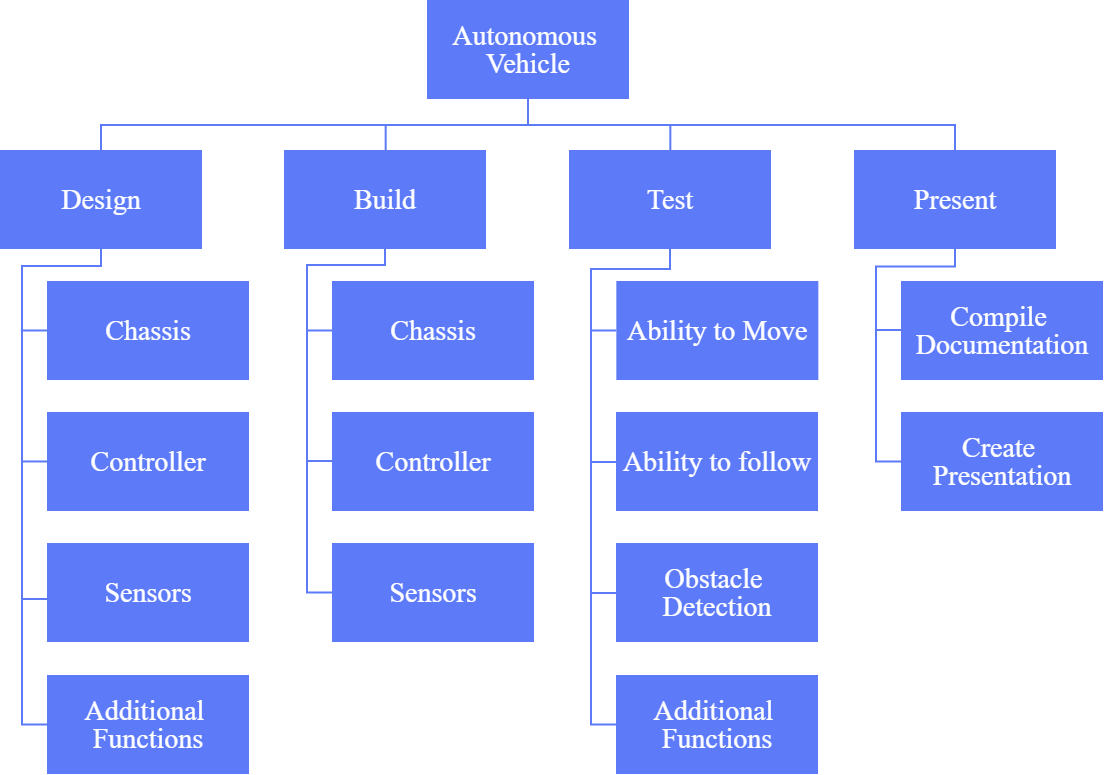 Autonomous
Vehicle
Design
Build
Test
Present
Chassis
Controller
Sensors
Additional
Functions
Chassis
Controller
Sensors
Ability to Move
Ability to follow
Obstacle
Detection
Additional
Functions
Compile
Documentation
Create
Presentation